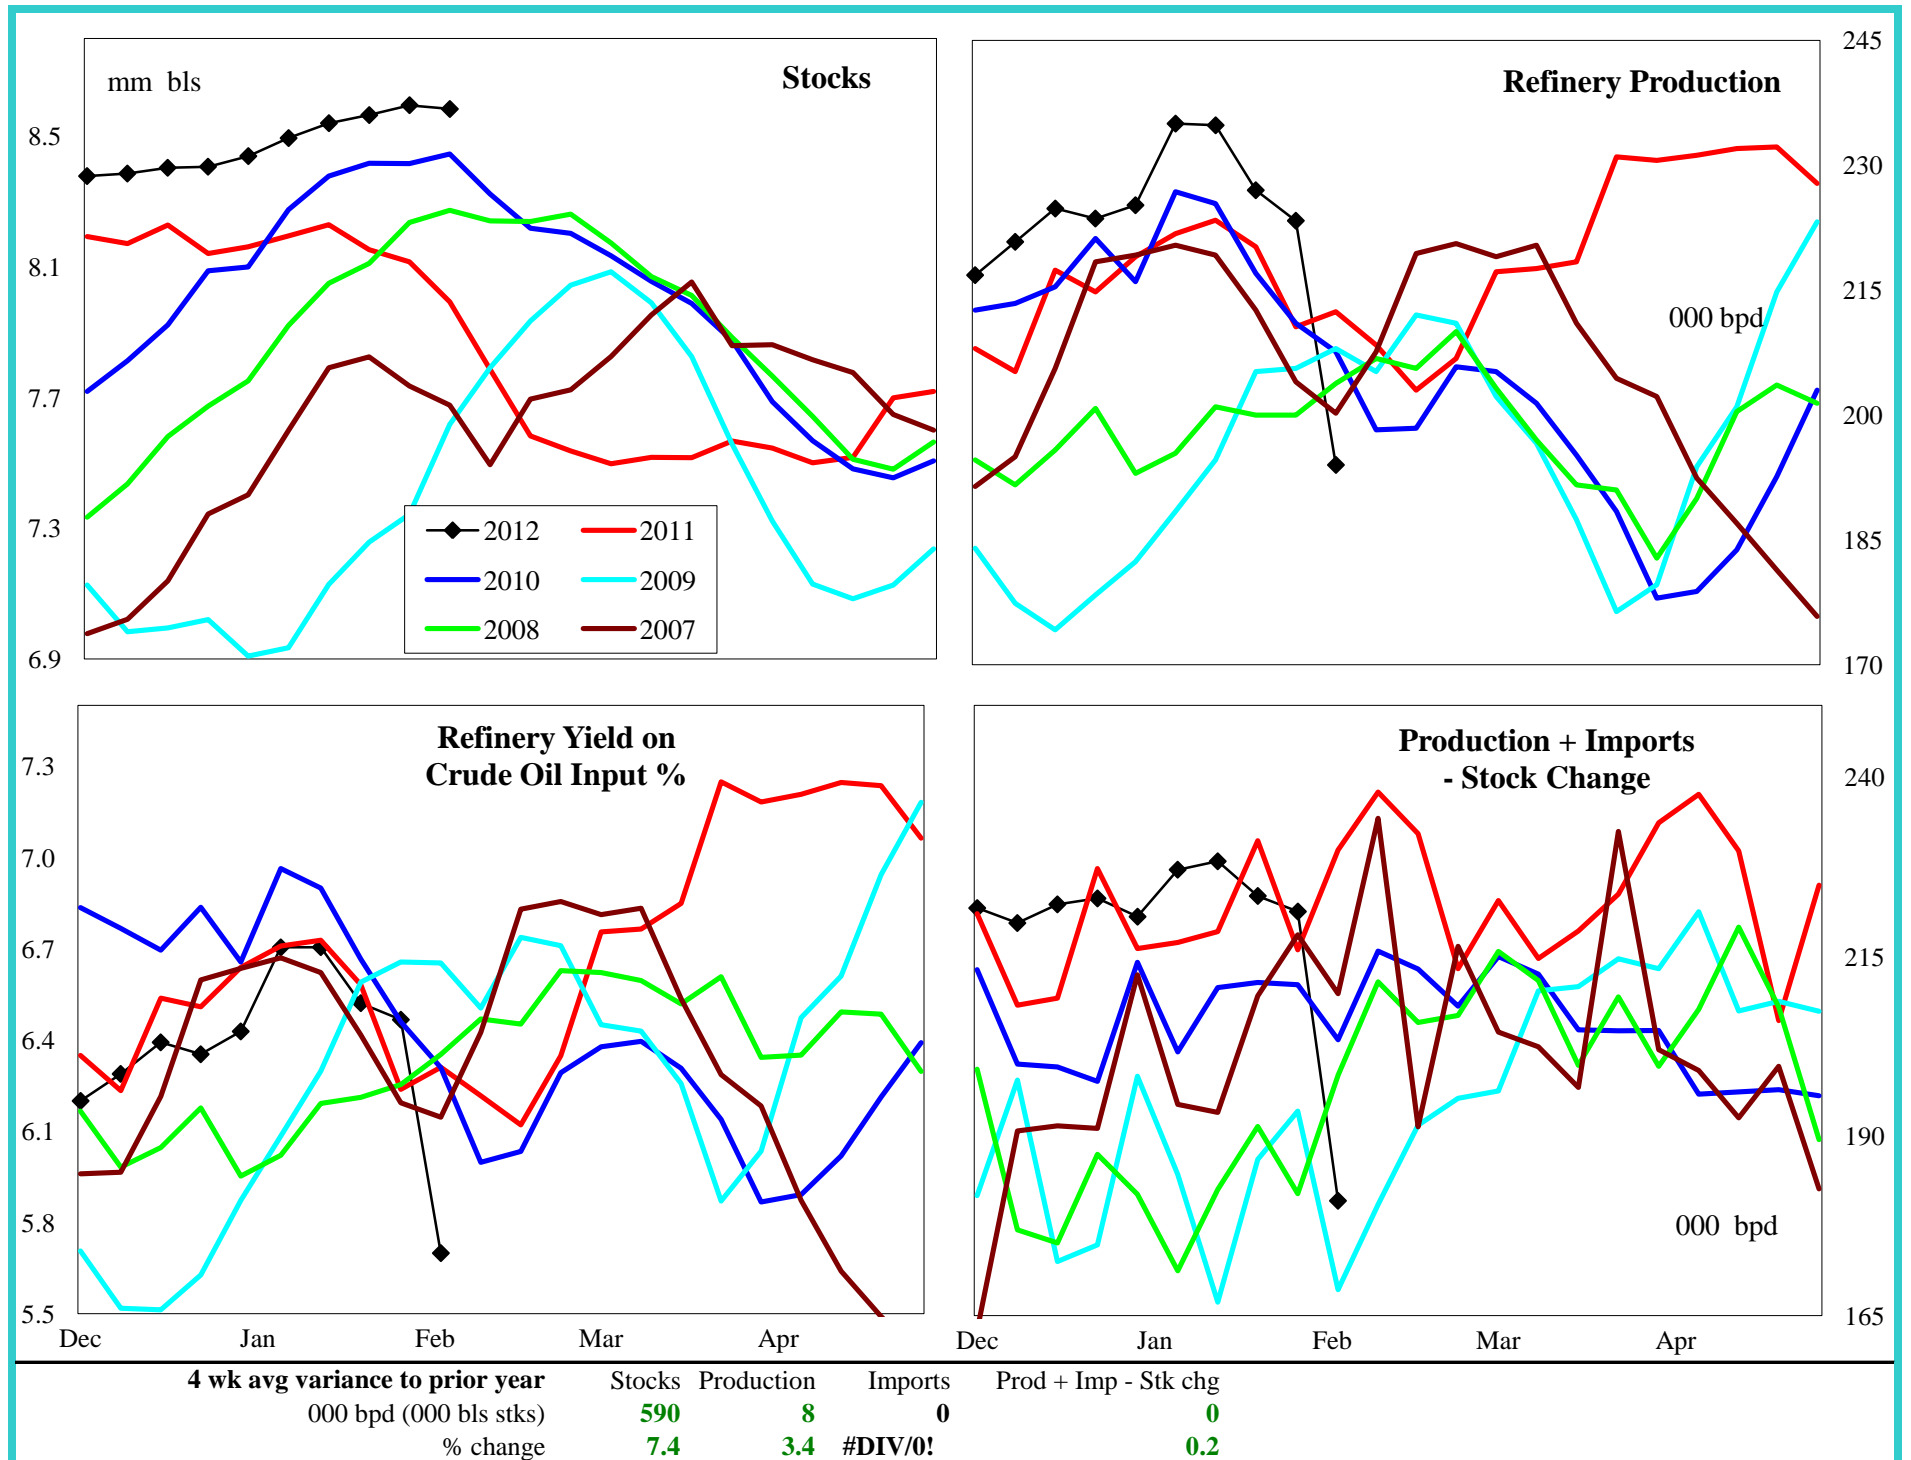 mm bls
Stocks
8.5
8.1
7.7
7.3
6.9
2012 2011
2010 2009
2008 2007
Refinery Production
000 bpd
245
230
215
200
185
170
Refinery Yield on
Crude Oil Input %
7.3
7.0
6.7
6.4
6.1
5.8
5.5
Dec Jan Feb Mar Apr
Production + Imports
- Stock Change
000 bpd
240
215
190
165
Dec Jan Feb Mar Apr
4 wk avg variance to prior year Stocks Production Imports Prod + Imp - Stk chg
000 bpd (000 bls stks) 590 8 0 0
% change 7.4 3.4 #DIV/0! 0.2